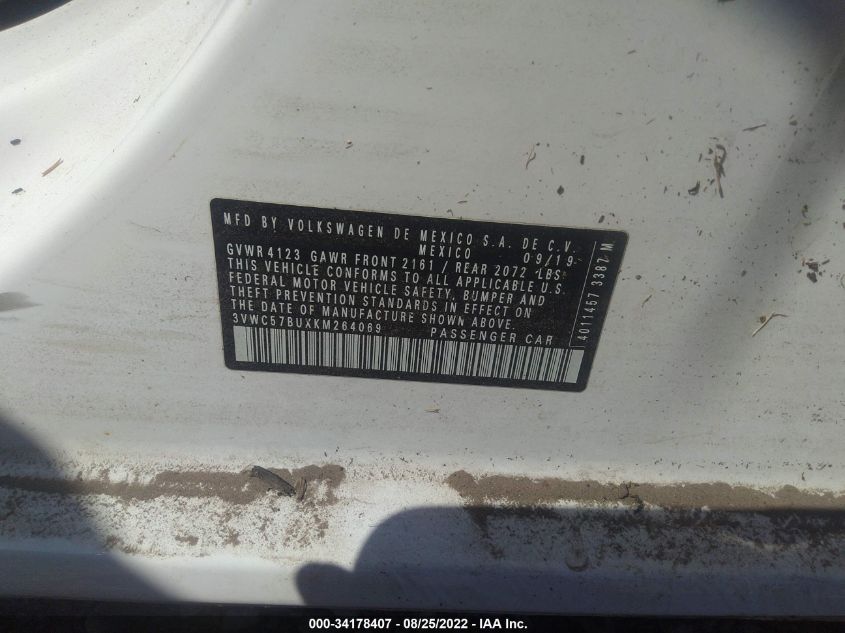 MFD BY VOLKSWAGEN DE MEXICO S.A. DE C.V.
MEXICO 09/19
GVWR 4123 GAWR FRONT 2161 / REAR 2072 LBS
THIS VEHICLE CONFORMS TO ALL APPLICABLE U.S.
FEDERAL MOTOR VEHICLE SAFETY, BUMPER AND
THEFT PREVENTION STANDARDS IN EFFECT ON
THE DATE OF MANUFACTURE SHOWN ABOVE.
3VWC57BUXKM264069 PASSENGER CAR
4011457 3387 M
000-34178407 - 08/25/2022 - IAA Inc.